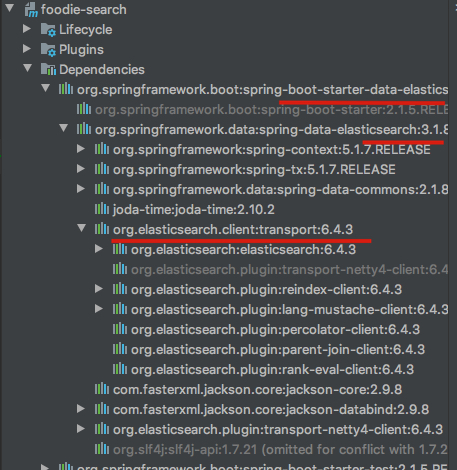 foodie-search
Lifecycle
Plugins
Dependencies
org.springframework.boot:spring-boot-starter-data-elastics
org.springframework.boot:spring-boot-starter:2.1.5.RELE
org.springframework.data:spring-data-elasticsearch:3.1.8
org.springframework:spring-context:5.1.7.RELEASE
org.springframework:spring-tx:5.1.7.RELEASE
org.springframework.data:spring-data-commons:2.1.8
joda-time:joda-time:2.10.2
org.elasticsearch.client:transport:6.4.3
org.elasticsearch:elasticsearch:6.4.3
org.elasticsearch.plugin:transport-netty4-client:6.4
org.elasticsearch.plugin:reindex-client:6.4.3
org.elasticsearch.plugin:lang-mustache-client:6.4.3
org.elasticsearch.plugin:percolator-client:6.4.3
org.elasticsearch.plugin:parent-join-client:6.4.3
org.elasticsearch.plugin:rank-eval-client:6.4.3
com.fasterxml.jackson.core:jackson-core:2.9.8
com.fasterxml.jackson.core:jackson-databind:2.9.8
org.elasticsearch.plugin:transport-netty4-client:6.4.3
org.slf4j:slf4j-api:1.7.21 (omitted for conflict with 1.7.2
org.springframework.boot:spring-boot-starter-test:2.1.5.RE